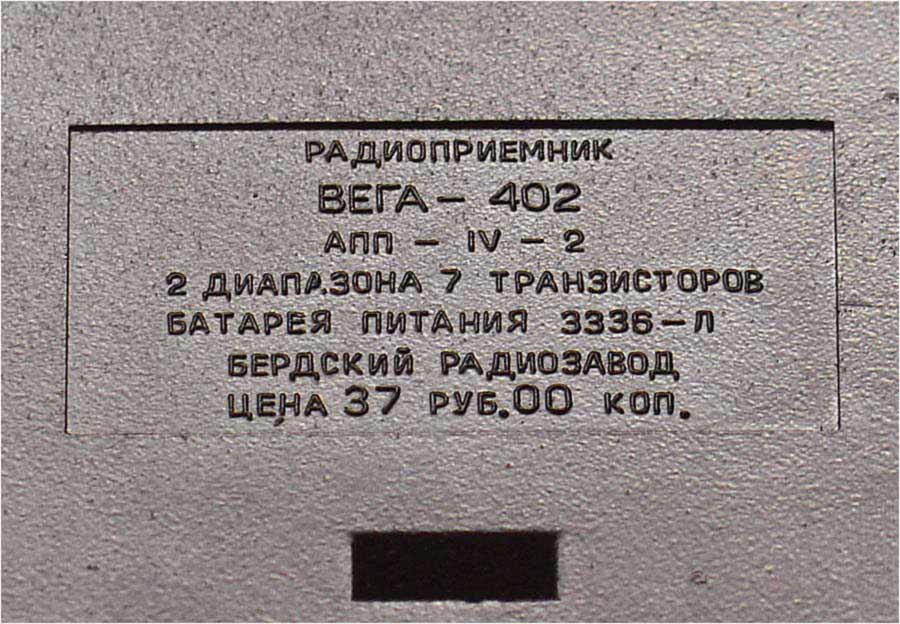 РАДИОПРИЕМНИК
ВЕГА - 402
АПП - IV - 2
2 ДИАПАЗОНА 7 ТРАНЗИСТОРОВ
БАТАРЕЯ ПИТАНИЯ 3336-Л
БЕРДСКИЙ РАДИОЗАВОД
ЦЕНА 37 РУБ.00 КОП.